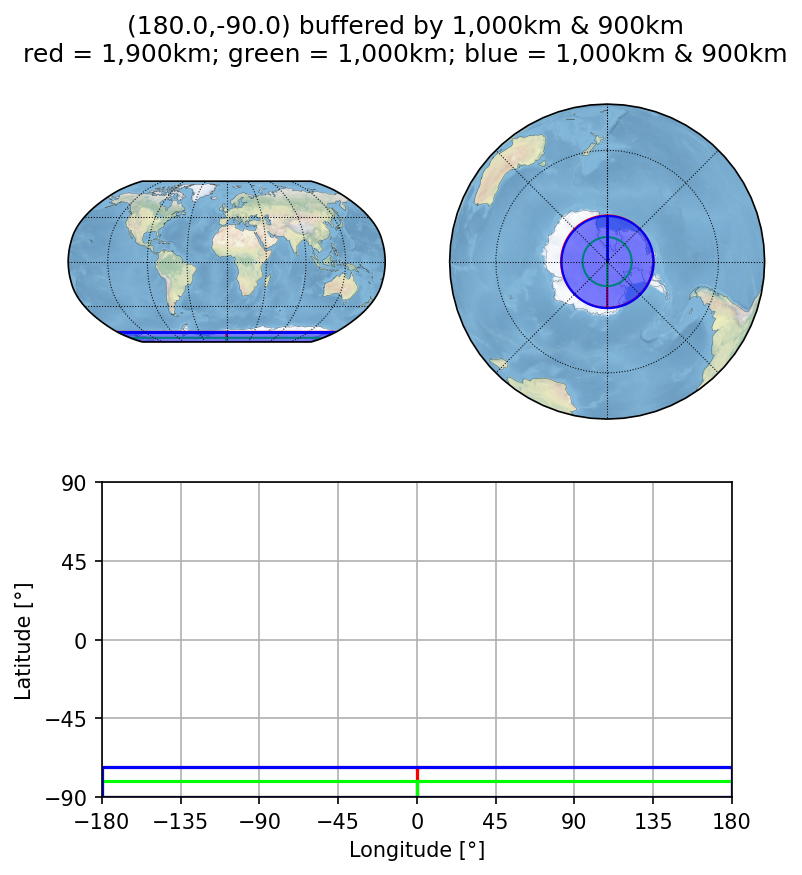 (180.0,-90.0) buffered by 1,000km & 900km
red = 1,900km; green = 1,000km; blue = 1,000km & 900km
90
45
0
−45
−90
Latitude [°]
−180 −135 −90 −45 0 45 90 135 180
Longitude [°]